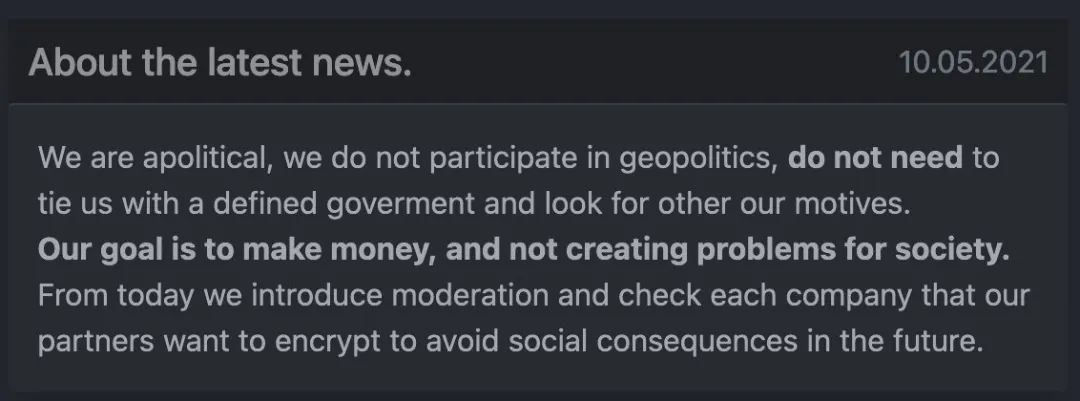 About the latest news.
10.05.2021
We are apolitical, we do not participate in geopolitics, do not need to
tie us with a defined goverment and look for other our motives.
Our goal is to make money, and not creating problems for society.
From today we introduce moderation and check each company that our
partners want to encrypt to avoid social consequences in the future.